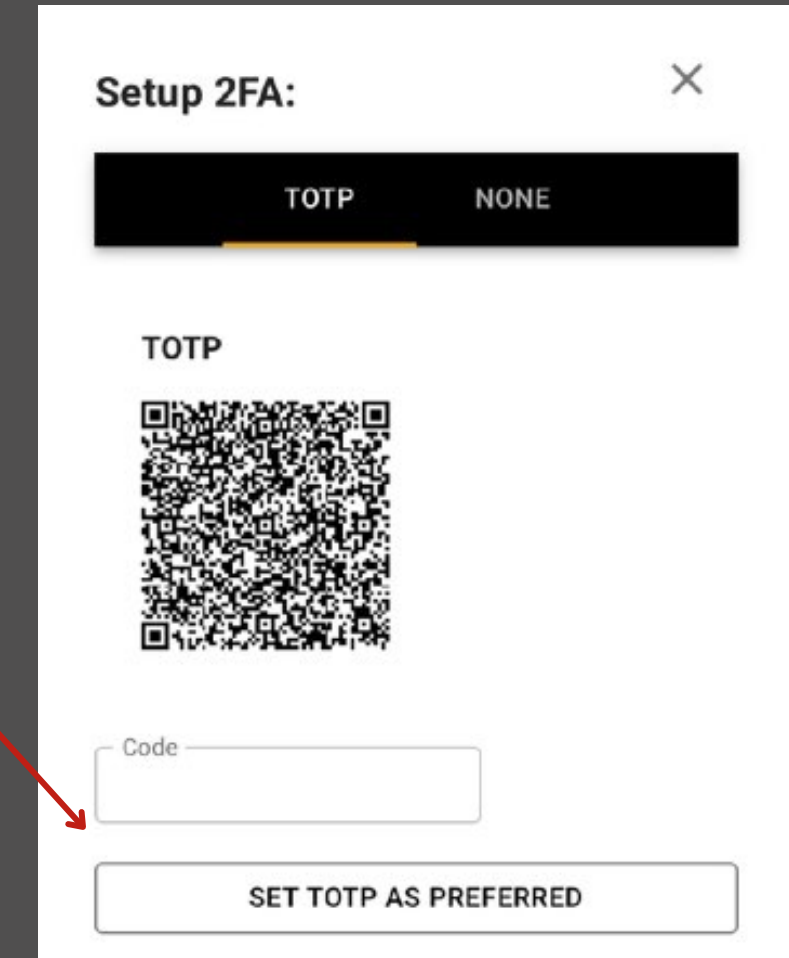 Setup 2FA:
TOTP NONE
TOTP
Code
SET TOTP AS PREFERRED